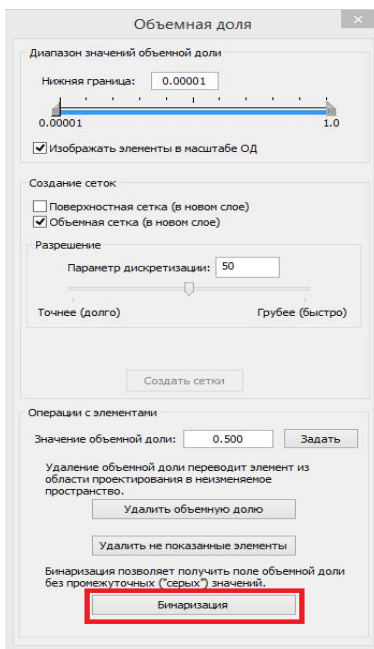 Объемная доля
Диапазон значений объемной доли
Нижняя граница: 0.00001
0.00001 1.0
Изображать элементы в масштабе ОД
Создание сеток
Поверхностная сетка (в новом слое)
Объемная сетка (в новом слое)
Разрешение
Параметр дискретизации: 50
Точнее (долго) Грубее (быстро)
Создать сетки
Операции с элементами
Значение объемной доли: 0.500 Задать
Удаление объемной доли переводит элемент из
области проектирования в неизменяемое
пространство.
Удалить объемную долю
Удалить не показанные элементы
Бинаризация позволяет получить поле объемной доли
без промежуточных ("серых") значений.
Бинаризация